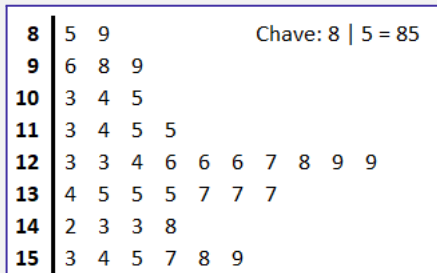 8 | 5 9 Chave: 8 | 5 = 85
9 | 6 8 9
10 | 3 4 5
11 | 3 4 5 5
12 | 3 3 4 6 6 6 7 8 9 9
13 | 4 5 5 5 7 7 7
14 | 2 3 3 8
15 | 3 4 5 7 8 9